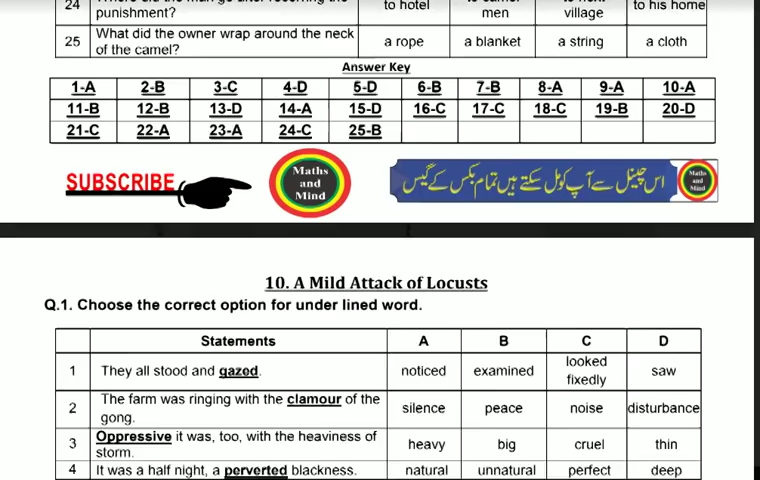 24 punishment? to hotel men village to his home
25 What did the owner wrap around the neck of the camel? a rope a blanket a string a cloth
Answer Key
1-A 2-B 3-C 4-D 5-D 6-B 7-B 8-A 9-A 10-A
11-B 12-B 13-D 14-A 15-D 16-C 17-C 18-C 19-B 20-D
21-C 22-A 23-A 24-C 25-B
SUBSCRIBE
Maths
and
Mind
اس چینل سے آپ کو مل سکتے ہیں تمام بکس کے گیس
Maths
and
Mind
10. A Mild Attack of Locusts
Q.1. Choose the correct option for under lined word.
Statements A B C D
1 They all stood and gazed. noticed examined looked fixedly saw
2 The farm was ringing with the clamour of the gong. silence peace noise disturbance
3 Oppressive it was, too, with the heaviness of storm. heavy big cruel thin
4 It was a half night, a perverted blackness. natural unnatural perfect deep